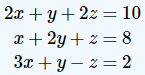 2x + y + 2z = 10
x + 2y + z = 8
3x + y − z = 2